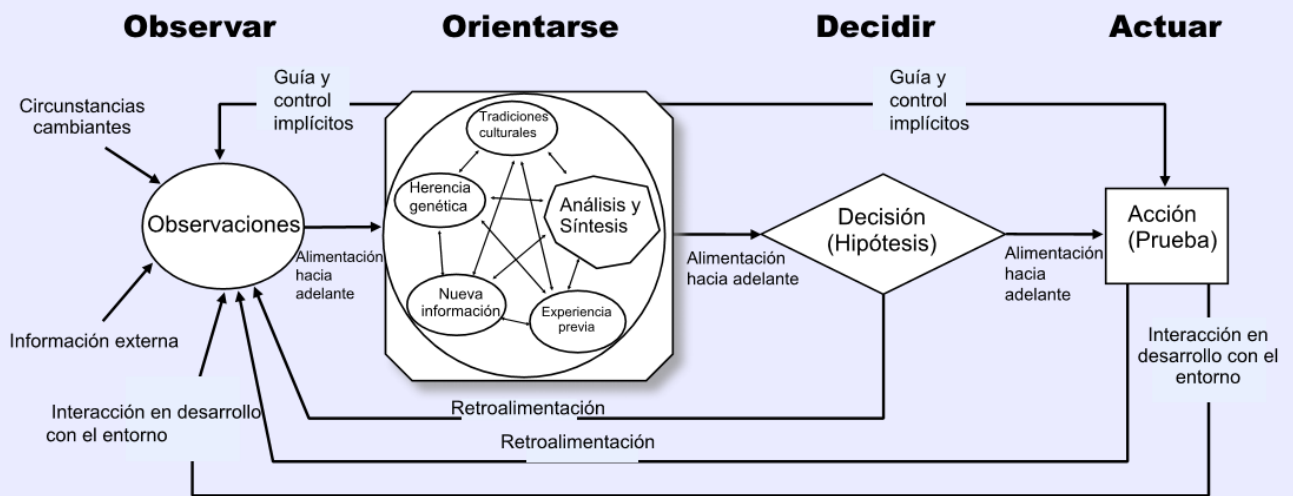 Observar
Orientarse
Decidir
Actuar
Guía y
control
implícitos
Guía y
control
implícitos
Circunstancias
cambiantes
Tradiciones
culturales
Herencia
genética
Análisis y
Síntesis
Observaciones
Decisión
(Hipótesis)
Acción
(Prueba)
Alimentación
hacia
adelante
Alimentación
hacia adelante
Alimentación
hacia
adelante
Nueva
información
Experiencia
previa
Información externa
Interacción en
desarrollo con el
entorno
Interacción en desarrollo
con el entorno
Retroalimentación
Retroalimentación